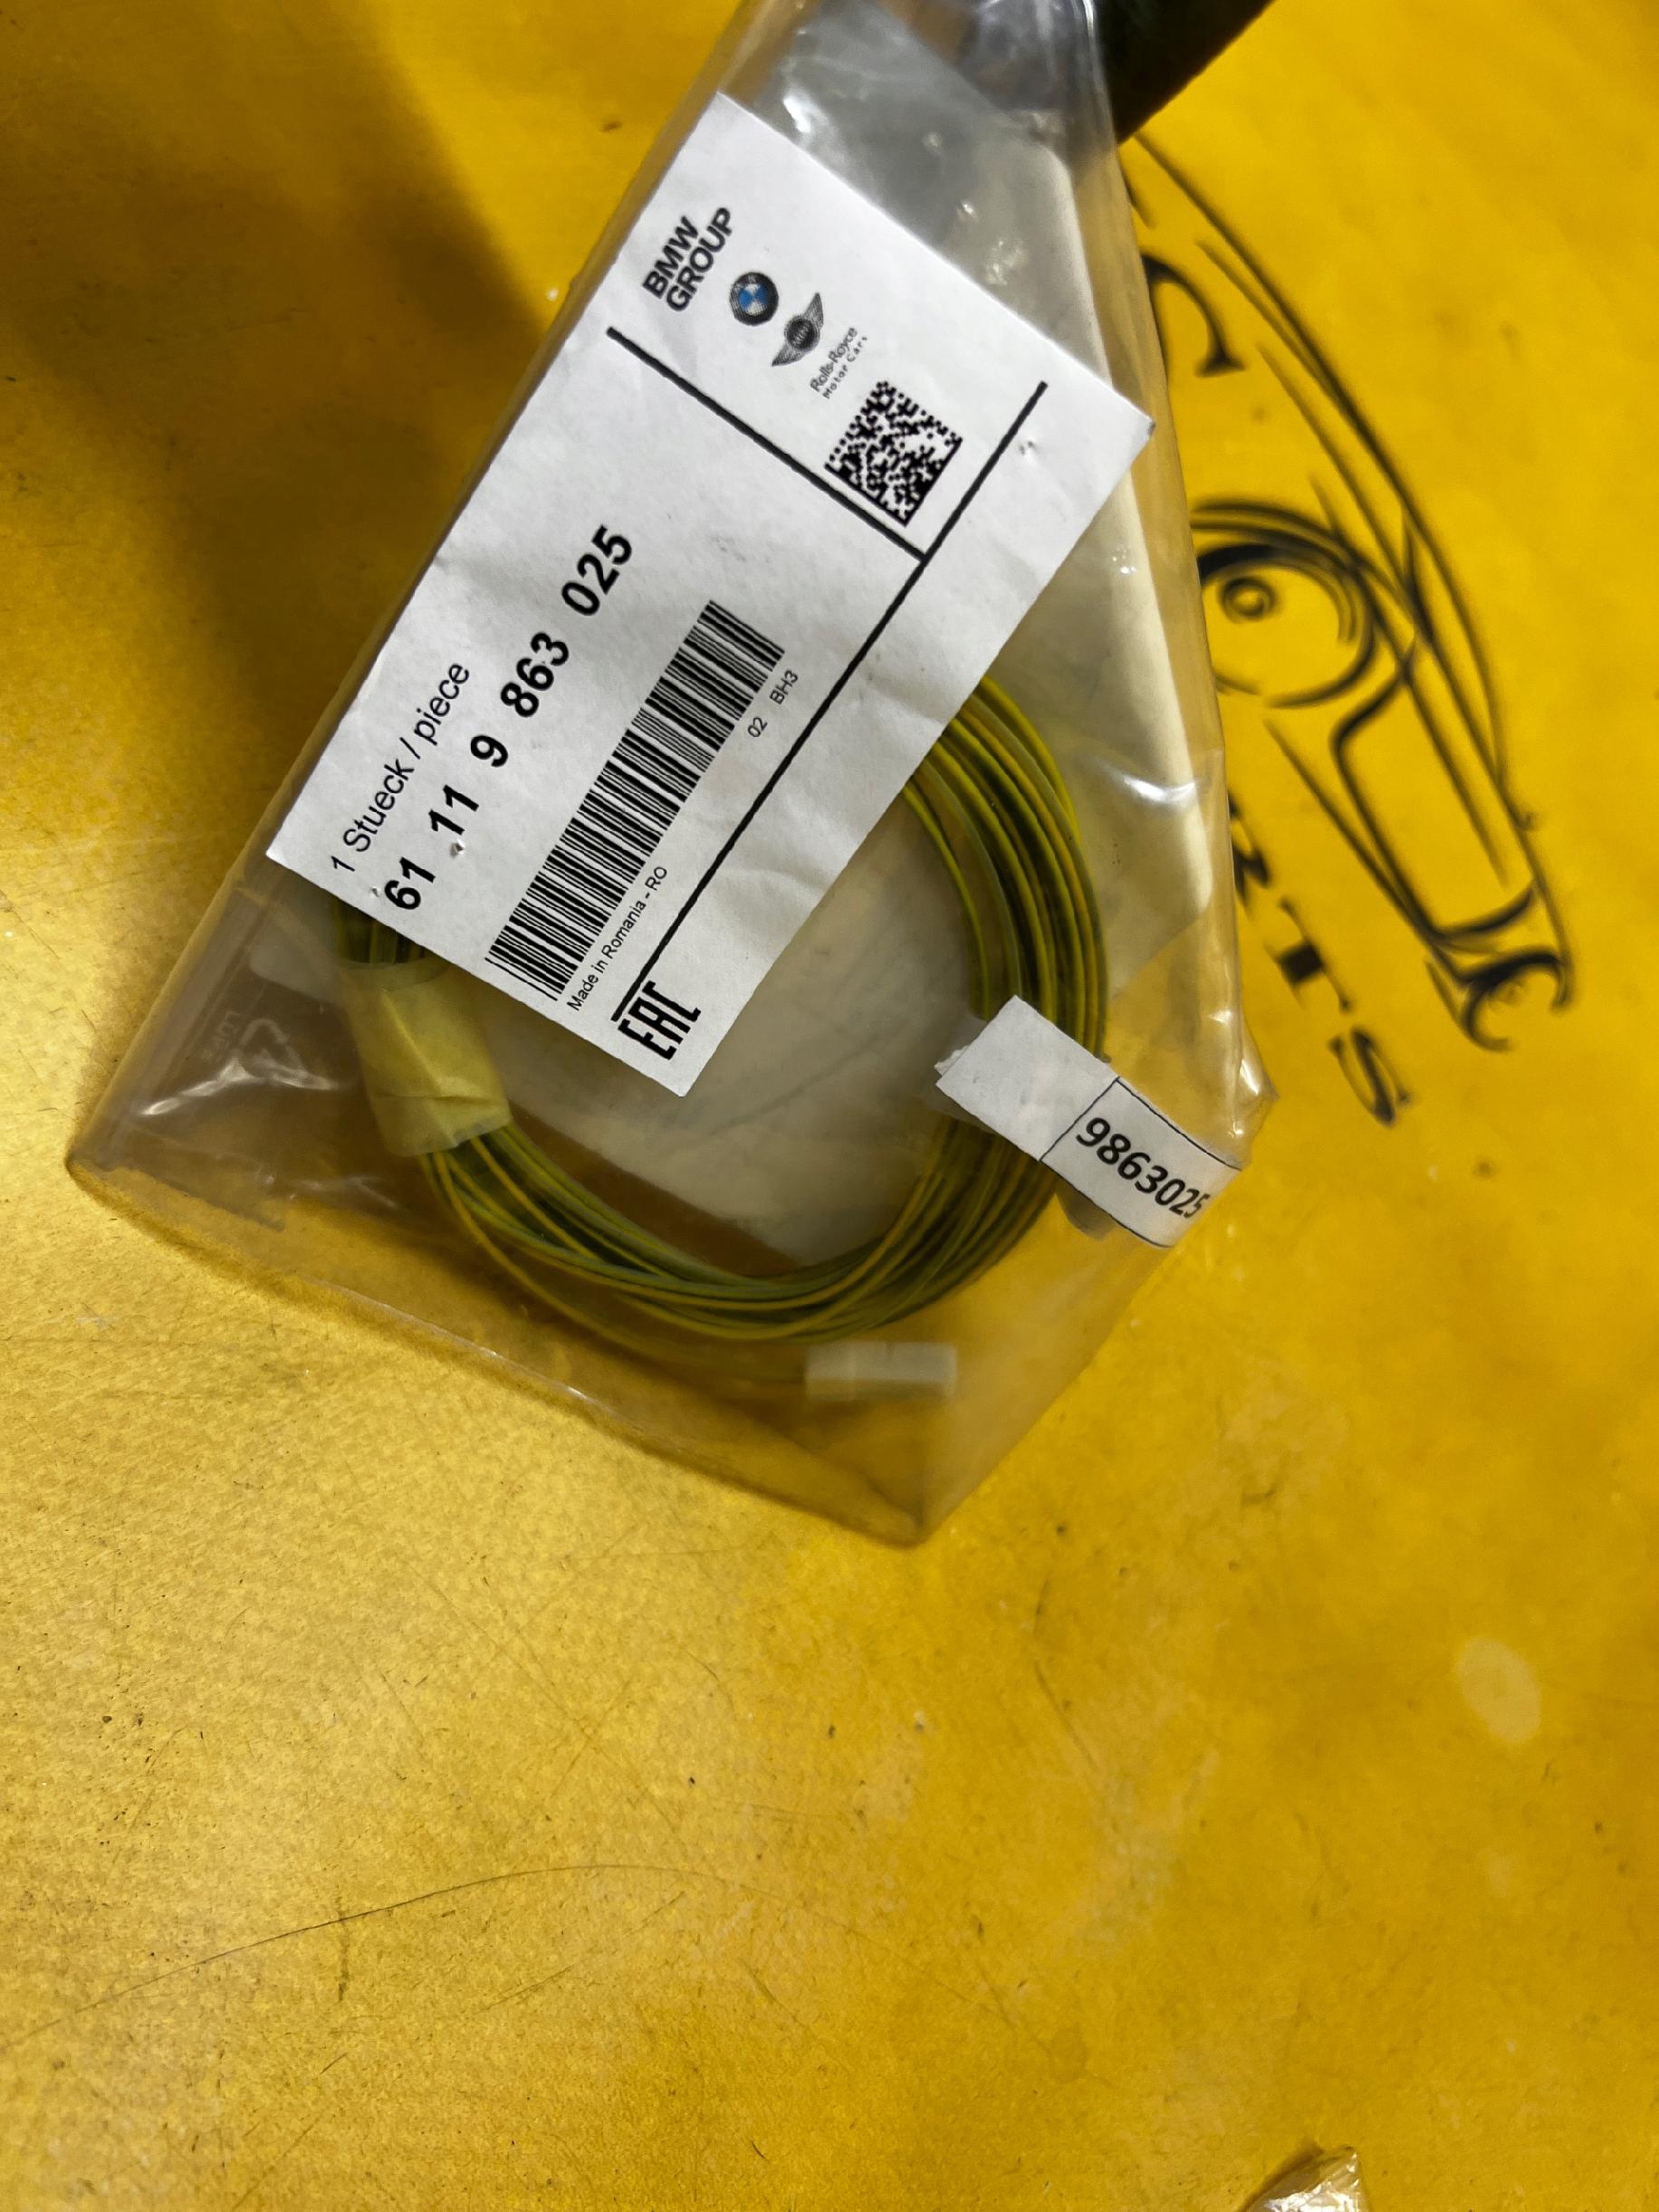 BMW
GROUP
Rolls-Royce
Motor Cars
1 Stueck / piece
61 11 9 863 025
02 BH3
Made in Romania - RO
EAC
9863025